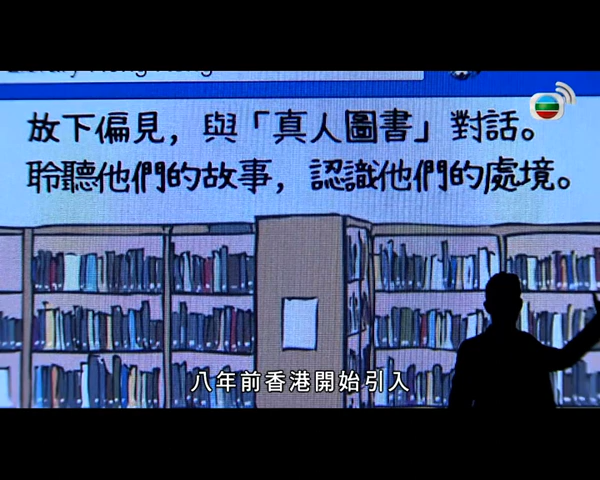 放下偏見，與「真人圖書」對話。
聆聽他們的故事，認識他們的處境。
八年前香港開始引入